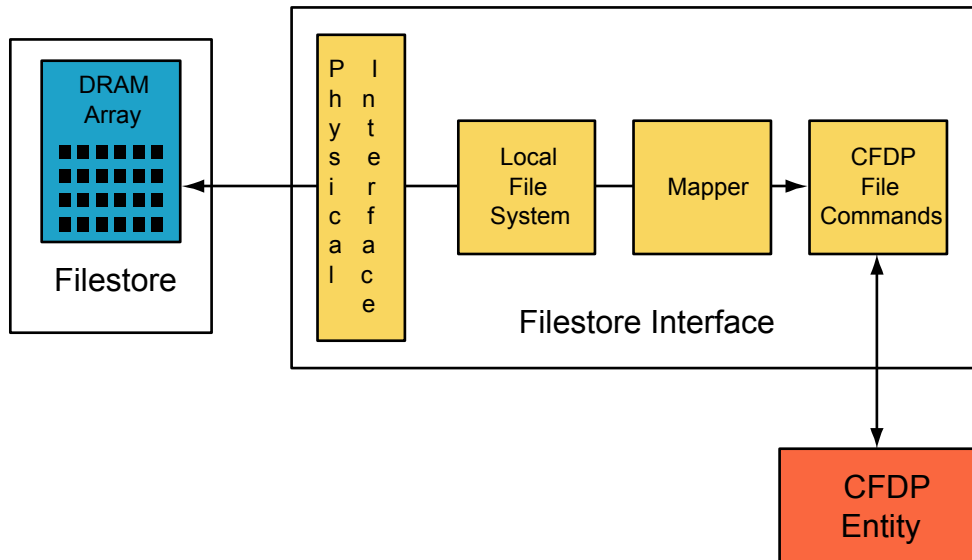 DRAM
Array
Filestore
Physical
Interface
Local
File
System
Mapper
CFDP
File
Commands
Filestore Interface
CFDP
Entity